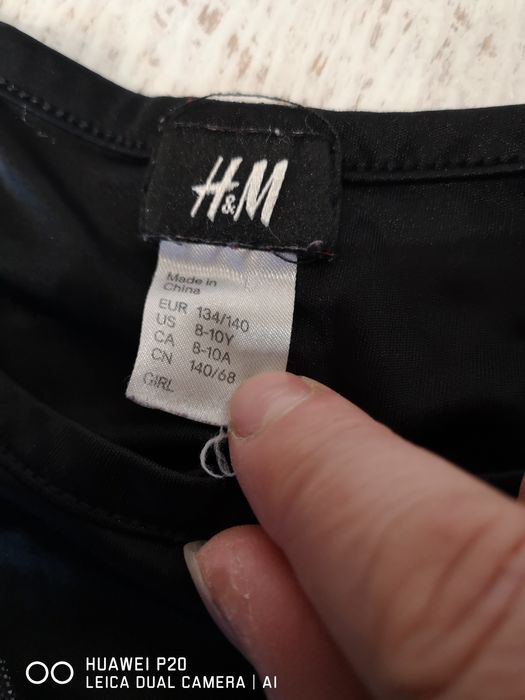 H&M
Made in
China
EUR 134/140
US 8-10Y
CA 8-10A
CN 140/68
GIRL
HUAWEI P20
LEICA DUAL CAMERA | AI